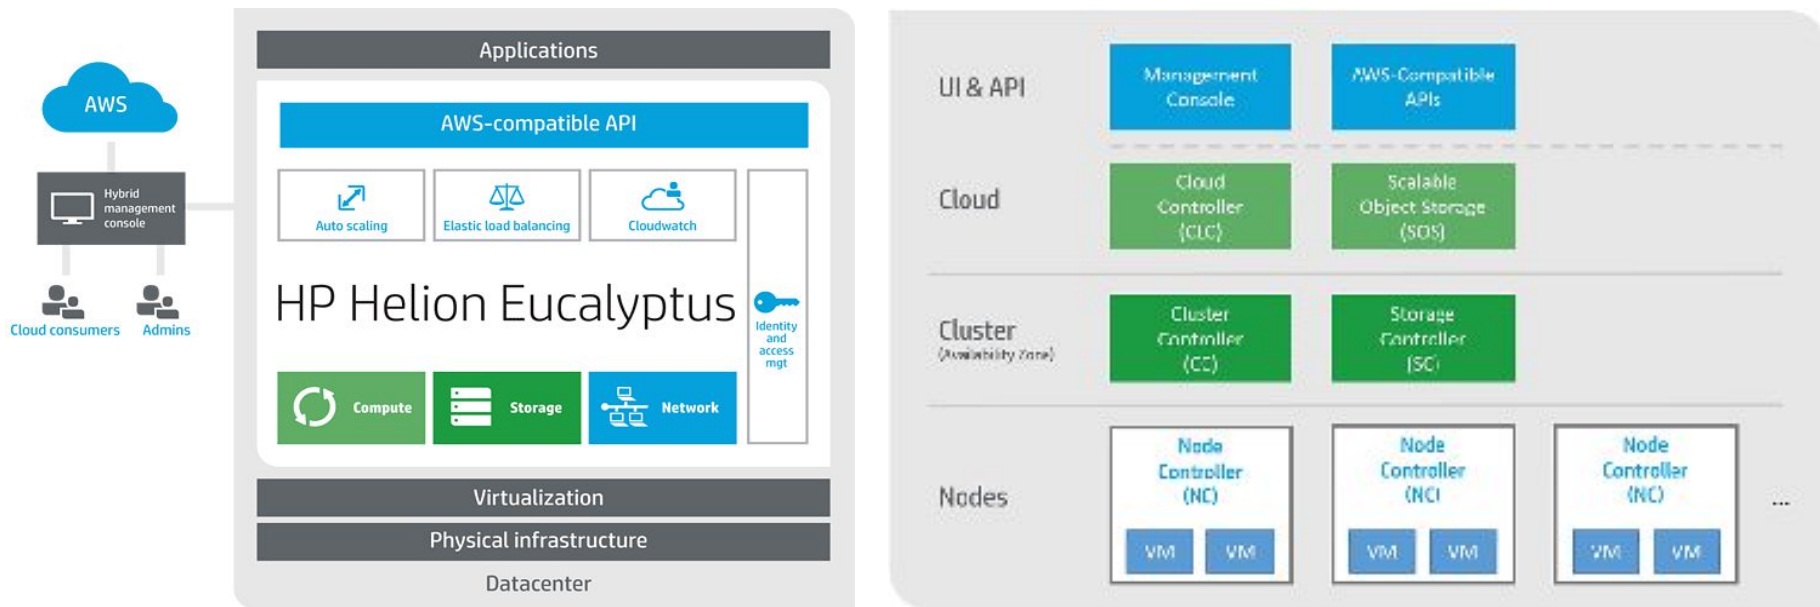 Applications
AWS
AWS-compatible API
Hybrid
management
console
Auto scaling
Elastic load balancing
Cloudwatch
HP Helion Eucalyptus
Identity
and
access
mgt
Cloud consumers
Admins
Compute
Storage
Network
Virtualization
Physical infrastructure
Datacenter
UI & API
Management
Console
AWS-Compatible
APIs
Cloud
Cloud
Controller
(CLC)
Scalable
Object Storage
(SOS)
Cluster
(Availability Zone)
Cluster
Controller
(CC)
Storage
Controller
(SC)
Nodes
Node
Controller
(NC)
VM VM
Node
Controller
(NC)
VM VM
Node
Controller
(NC)
VM VM
...